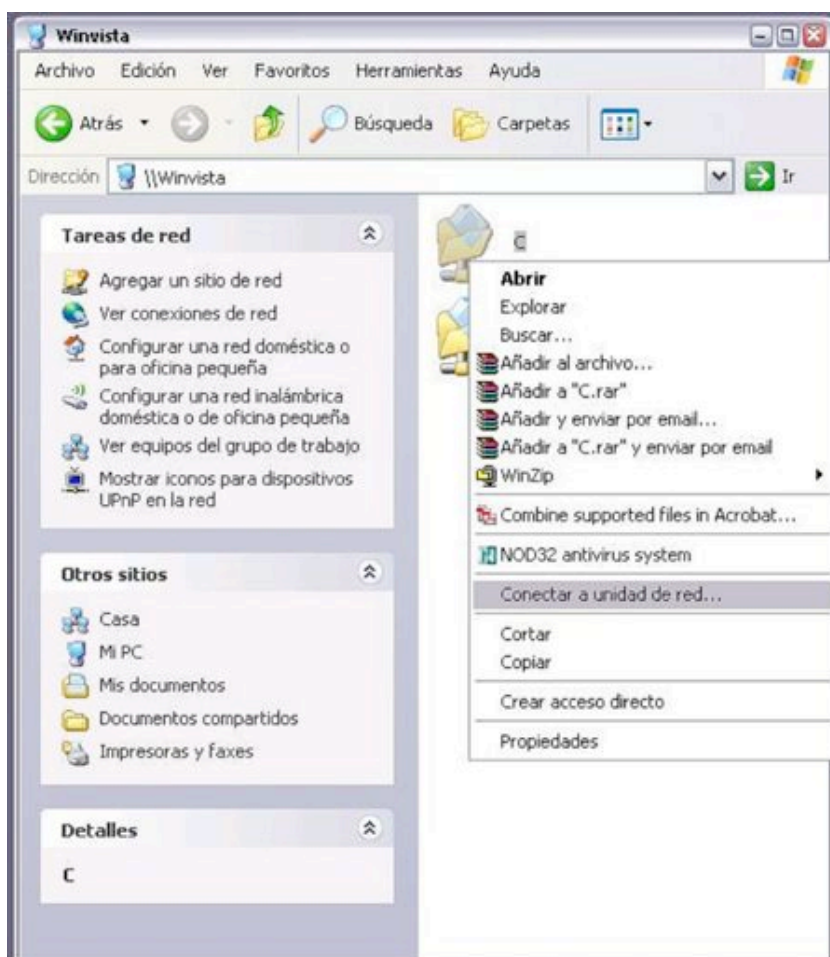 Winvista
Archivo Edición Ver Favoritos Herramientas Ayuda
Atrás Búsqueda Carpetas
Dirección \\Winvista Ir
Tareas de red
Agregar un sitio de red
Ver conexiones de red
Configurar una red doméstica o
para oficina pequeña
Configurar una red inalámbrica
doméstica o de oficina pequeña
Ver equipos del grupo de trabajo
Mostrar iconos para dispositivos
UPnP en la red
Otros sitios
Casa
Mi PC
Mis documentos
Documentos compartidos
Impresoras y faxes
Detalles
C
C
Abrir
Explorar
Buscar...
Añadir al archivo...
Añadir a "C.rar"
Añadir y enviar por email...
Añadir a "C.rar" y enviar por email
WinZip
Combine supported files in Acrobat...
NOD32 antivirus system
Conectar a unidad de red...
Cortar
Copiar
Crear acceso directo
Propiedades